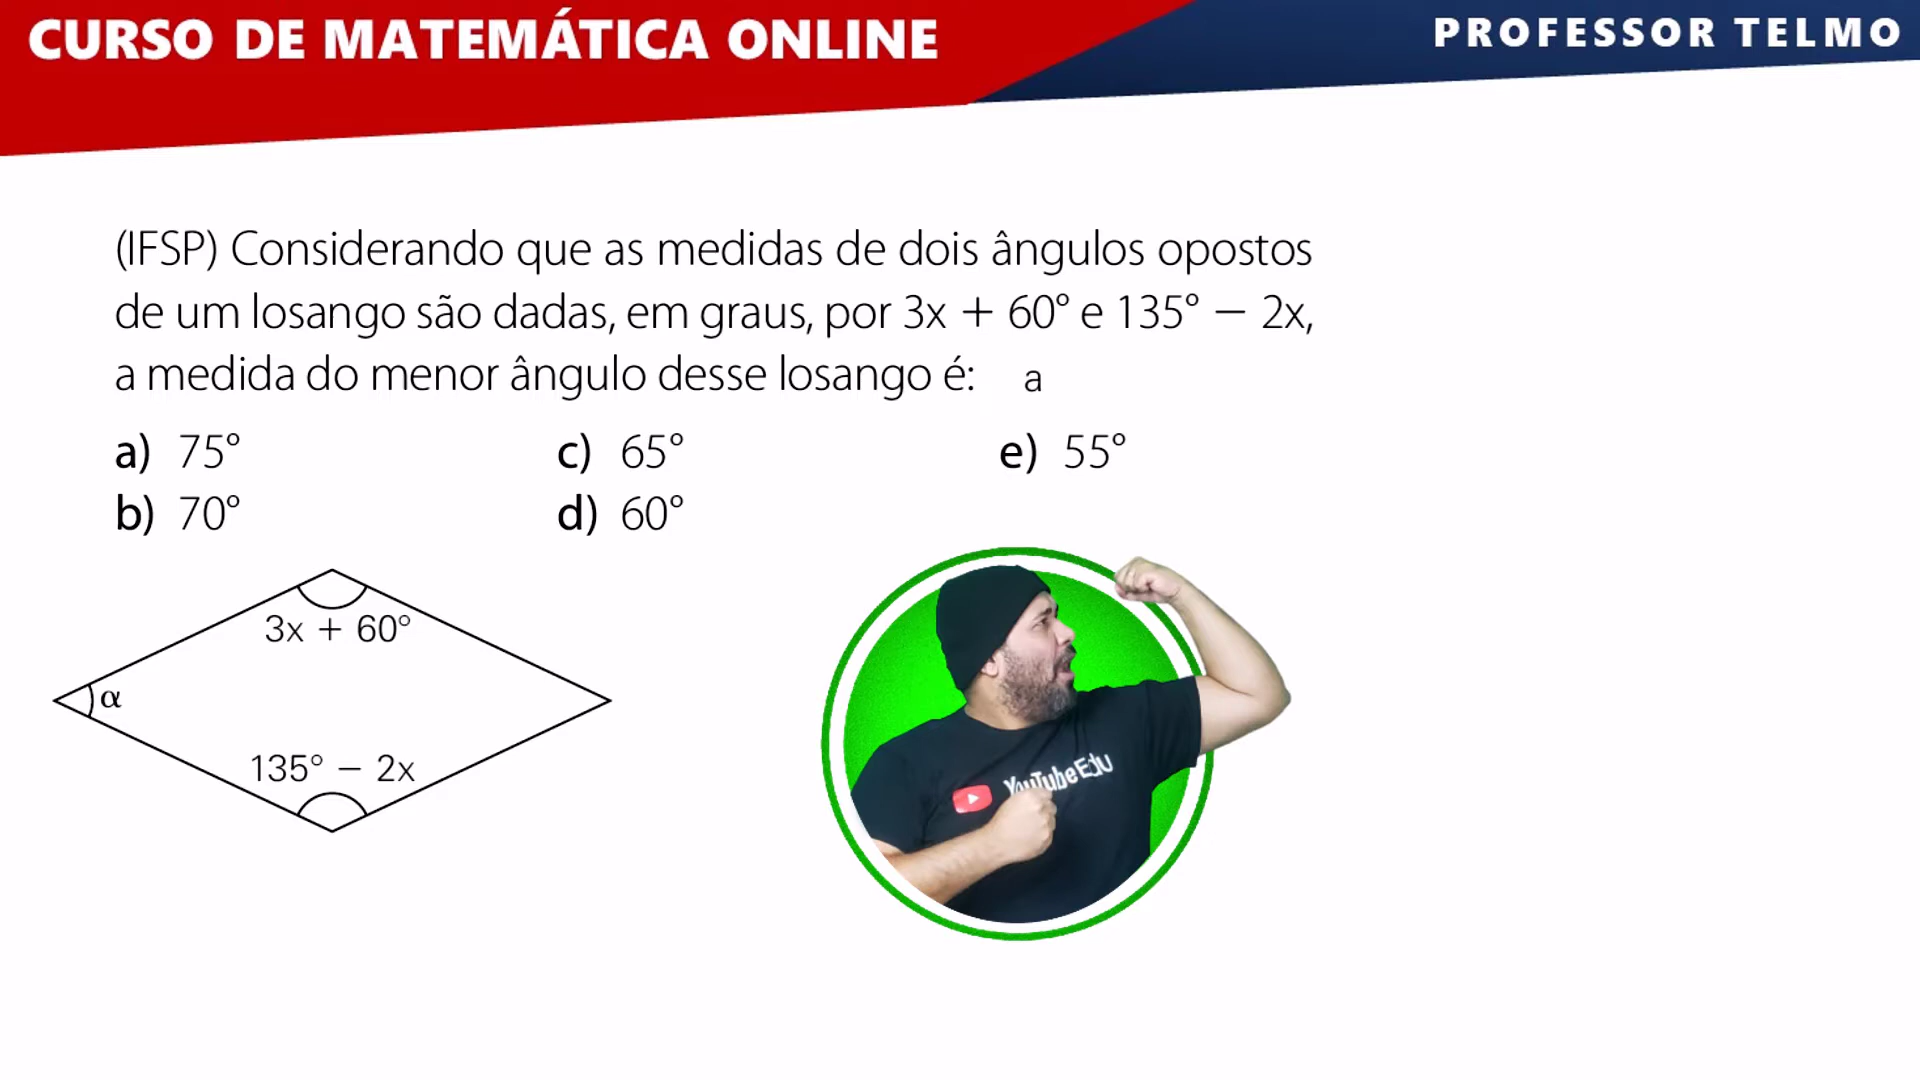 CURSO DE MATEMÁTICA ONLINE
PROFESSOR TELMO
(IFSP) Considerando que as medidas de dois ângulos opostos
de um losango são dadas, em graus, por 3x + 60° e 135° − 2x,
a medida do menor ângulo desse losango é: a
a) 75° c) 65° e) 55°
b) 70° d) 60°
3x + 60°
α
135° − 2x
YouTube Edu